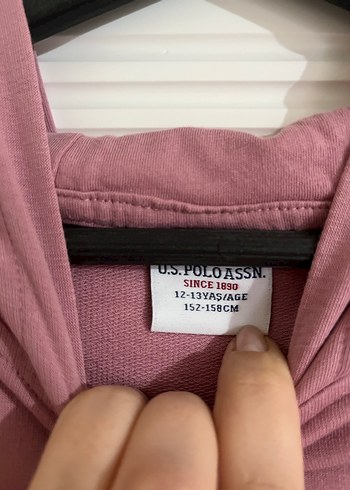 U.S. POLO ASSN.
SINCE 1890
12-13YAŞ/AGE
152-158CM